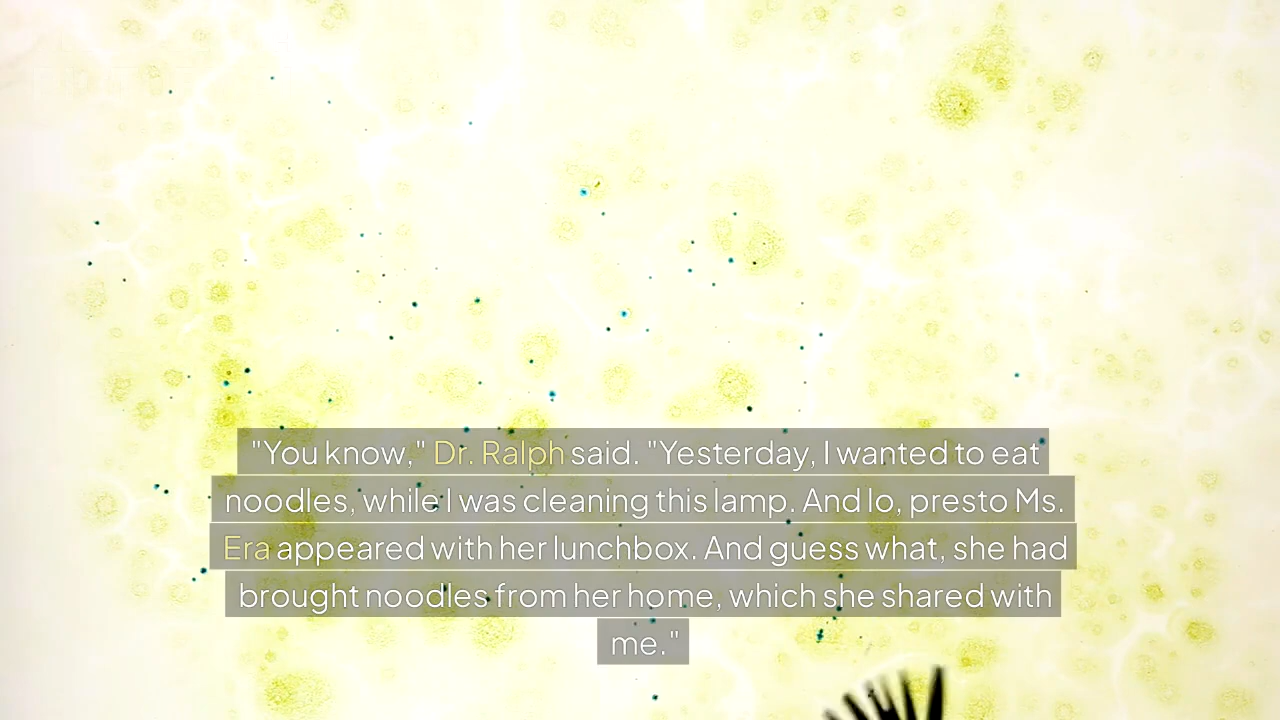 "You know," Dr. Ralph said. "Yesterday, I wanted to eat
noodles, while I was cleaning this lamp. And lo, presto Ms.
Era appeared with her lunchbox. And guess what, she had
brought noodles from her home, which she shared with
me."